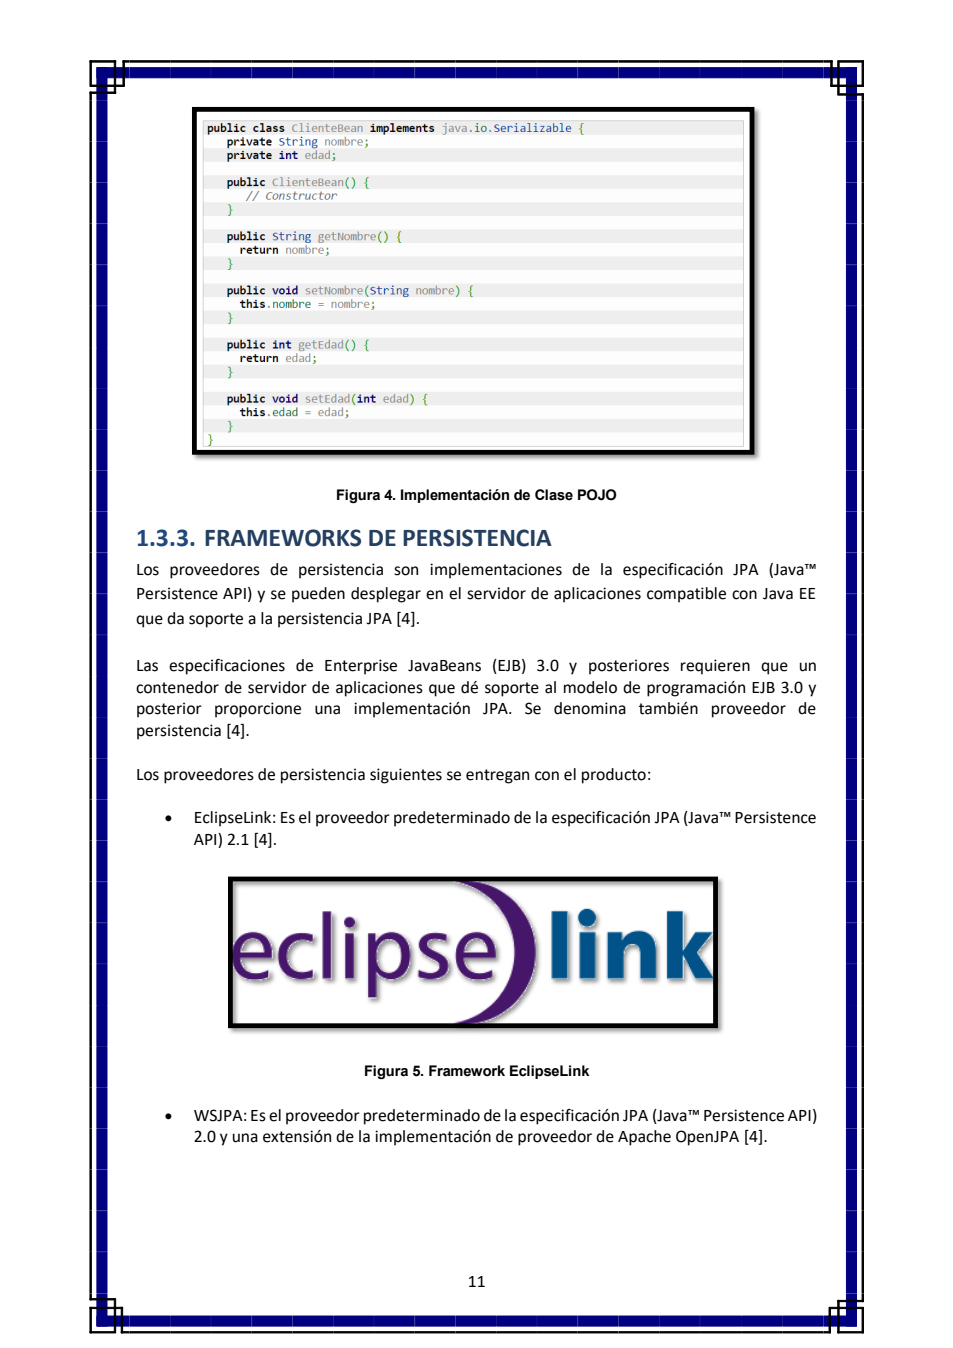 public class ClienteBean implements java.io.Serializable {
private String nombre;
private int edad;
public ClienteBean() {
// Constructor
}
public String getNombre() {
return nombre;
}
public void setNombre(String nombre) {
this.nombre = nombre;
}
public int getEdad() {
return edad;
}
public void setEdad(int edad) {
this.edad = edad;
}
}
Figura 4. Implementación de Clase POJO
1.3.3. FRAMEWORKS DE PERSISTENCIA
Los proveedores de persistencia son implementaciones de la especificación JPA (Java™
Persistence API) y se pueden desplegar en el servidor de aplicaciones compatible con Java EE
que da soporte a la persistencia JPA [4].
Las especificaciones de Enterprise JavaBeans (EJB) 3.0 y posteriores requieren que un
contenedor de servidor de aplicaciones que dé soporte al modelo de programación EJB 3.0 y
posterior proporcione una implementación JPA. Se denomina también proveedor de
persistencia [4].
Los proveedores de persistencia siguientes se entregan con el producto:
• EclipseLink: Es el proveedor predeterminado de la especificación JPA (Java™ Persistence
API) 2.1 [4].
eclipse link
Figura 5. Framework EclipseLink
• WSJPA: Es el proveedor predeterminado de la especificación JPA (Java™ Persistence API)
2.0 y una extensión de la implementación de proveedor de Apache OpenJPA [4].
11